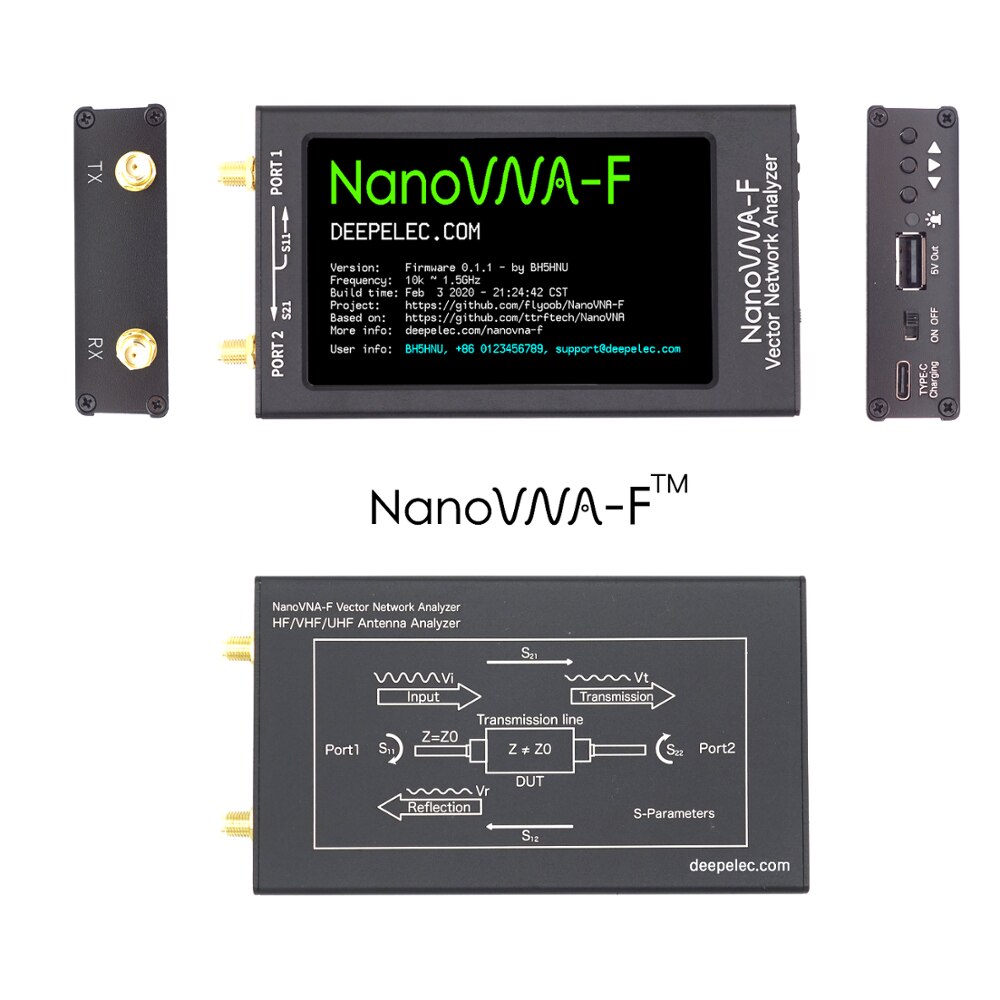 TX
RX
PORT 1
S11
S21
PORT 2
NanoVNA-F
DEEPELEC.COM
Version: Firmware 0.1.1 - by BH5HNU
Frequency: 10k ~ 1.5GHz
Build time: Feb 3 2020 - 21:24:42 CST
Project: https://github.com/flyoob/NanoVNA-F
Based on: https://github.com/ttrftech/NanoVNA
More info: deepelec.com/nanovna-f
User info: BH5HNU, +86 0123456789, support@deepelec.com
NanoVNA-F
Vector Network Analyzer
5V Out
ON OFF
TYPE-C
Charging
NanoVNA-F™
NanoVNA-F Vector Network Analyzer
HF/VHF/UHF Antenna Analyzer
S₂₁
Vi
Vt
Input
Transmission
Transmission line
Port1
S₁₁
Z=Z0
Z ≠ Z0
S₂₂
Port2
DUT
Vr
Reflection
S₁₂
S-Parameters
deepelec.com